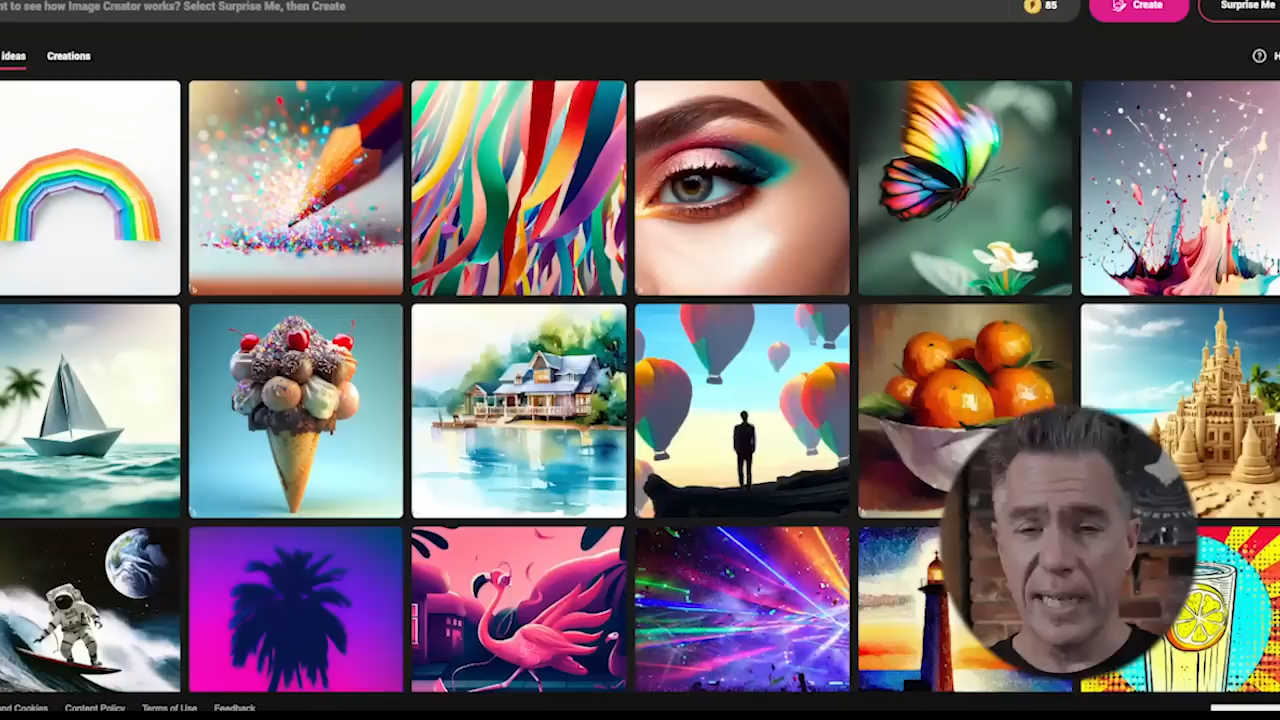 nt to see how Image Creator works? Select Surprise Me, then Create
85
Create
Surprise Me
ideas
Creations
H
nd Cookies
Content Policy
Terms of Use
Feedback